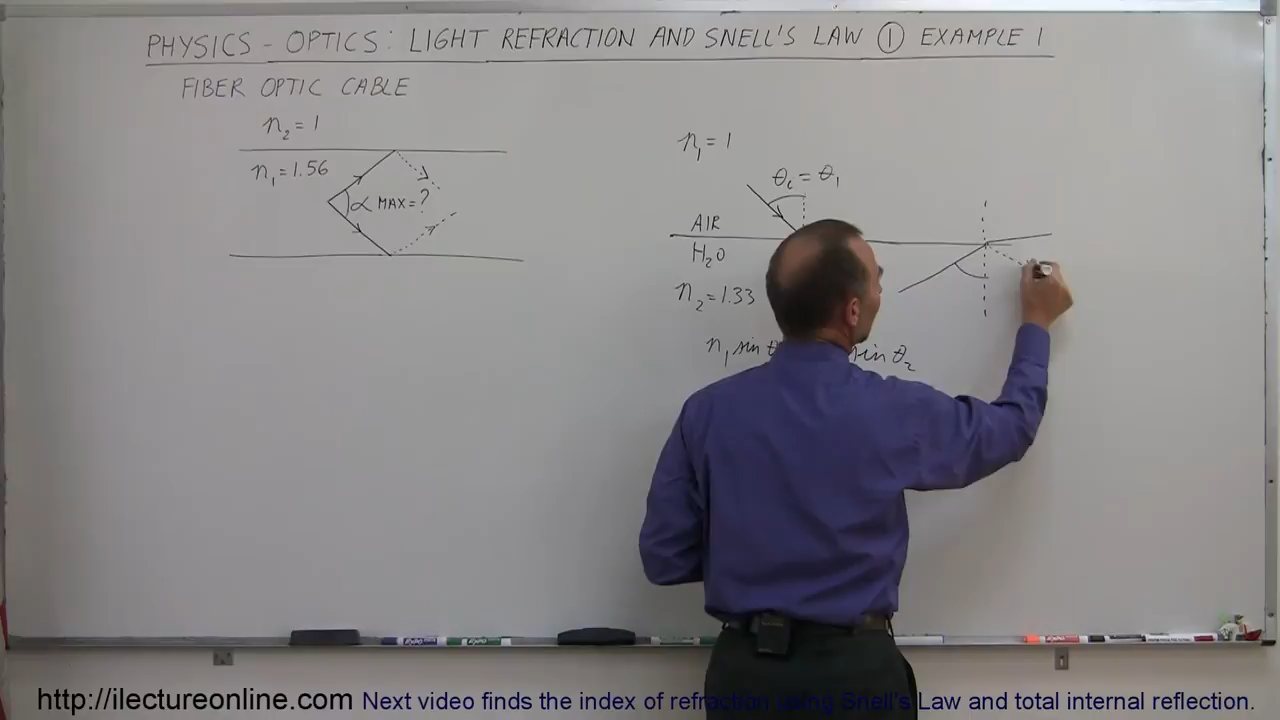 PHYSICS - OPTICS: LIGHT REFRACTION AND SNELL'S LAW ① EXAMPLE 1
FIBER OPTIC CABLE
n₂ = 1
n₁ = 1.56
α MAX = ?
n₁ = 1
θᵢ = θ₁
AIR
H₂O
n₂ = 1.33
n₁ sin θ sin θ₂
http://ilectureonline.com Next video finds the index of refraction using Snell's Law and total internal reflection.